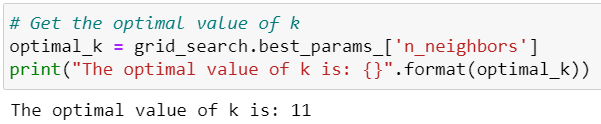 # Get the optimal value of k
optimal_k = grid_search.best_params_['n_neighbors']
print("The optimal value of k is: {}".format(optimal_k))
The optimal value of k is: 11